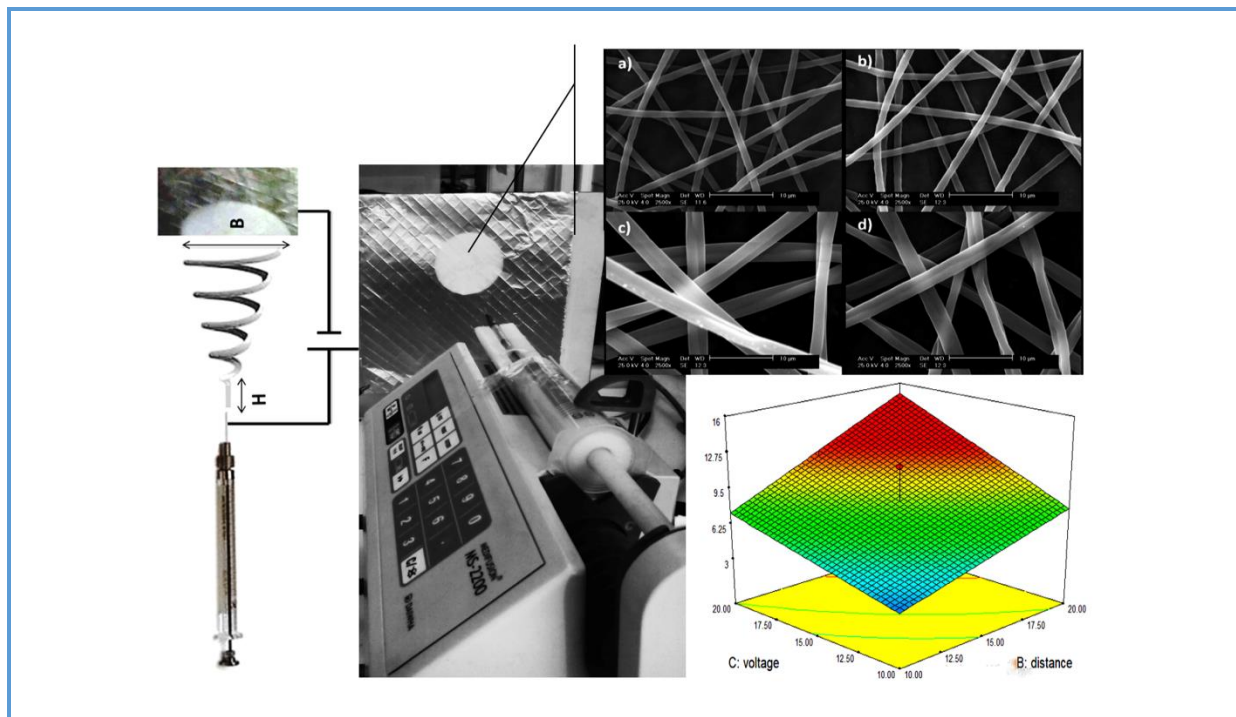 B
H
a)
Acc V Spot Magn Det WD 10 µm
25.0 kV 4.0 2500x SE 11.6
b)
Acc V Spot Magn Det WD 10 µm
25.0 kV 4.0 2500x SE 12.3
c)
Acc V Spot Magn Det WD 10 µm
25.0 kV 4.0 2500x SE 12.3
d)
Acc V Spot Magn Det WD 10 µm
25.0 kV 4.0 2500x SE 12.3
7 8 9
4 5 6
1 2 3 0
MEDIFUSION
MS-2200
16
12.75
9.5
6.25
3
20.00
17.50
15.00
12.50
10.00
10.00
12.50
15.00
17.50
20.00
C: voltage
B: distance